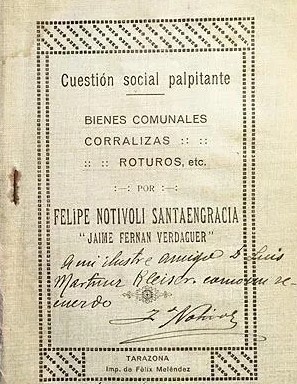 Cuestión social palpitante
BIENES COMUNALES
CORRALIZAS :: ::
:: :: ROTUROS, etc.
:—: POR :—:
FELIPE NOTIVOLI SANTAENGRACIA
"JAIME FERNAN VERDAGUER"
A mi ilustre amigo D Luis
Martinez Kleiser, como un re-
cuerdo
TARAZONA
Imp. de Félix Meléndez